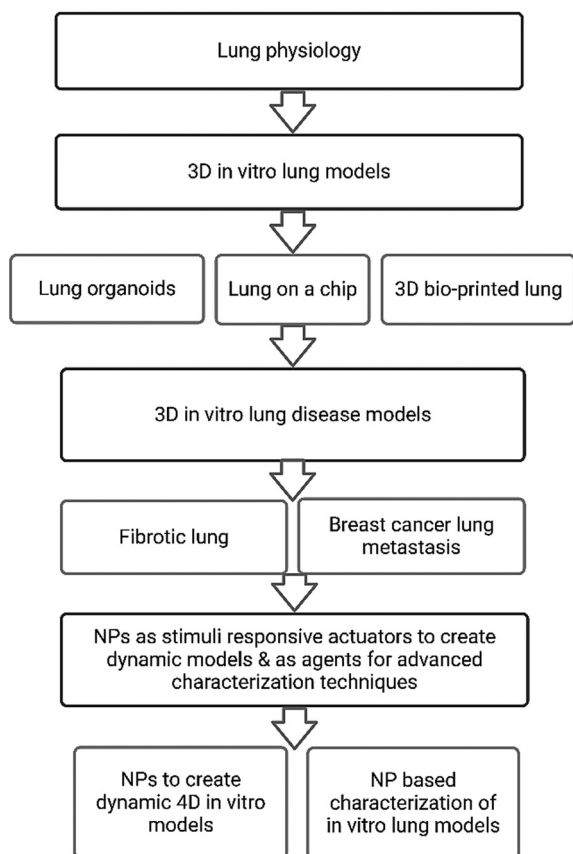 Lung physiology
3D in vitro lung models
Lung organoids
Lung on a chip
3D bio-printed lung
3D in vitro lung disease models
Fibrotic lung
Breast cancer lung
metastasis
NPs as stimuli responsive actuators to create
dynamic models & as agents for advanced
characterization techniques
NPs to create
dynamic 4D in vitro
models
NP based
characterization of
in vitro lung models